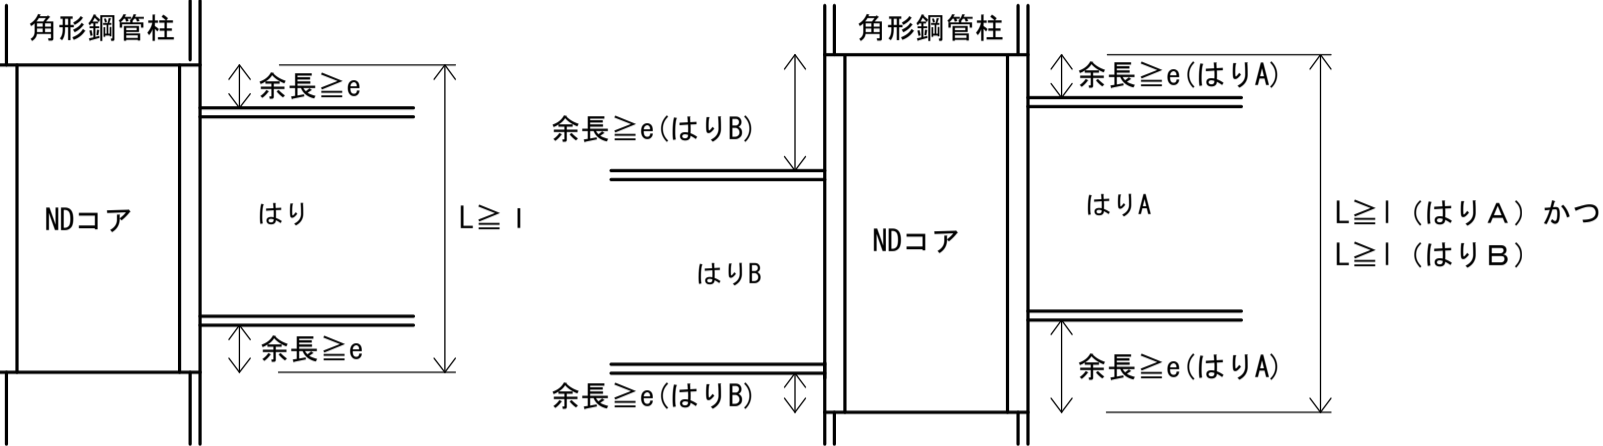 角形鋼管柱
余長≧e
NDコア
はり
L≧l
余長≧e
角形鋼管柱
余長≧e(はりA)
余長≧e(はりB)
はりA
NDコア
はりB
L≧l（はりＡ）かつ
L≧l（はりＢ）
余長≧e(はりA)
余長≧e(はりB)